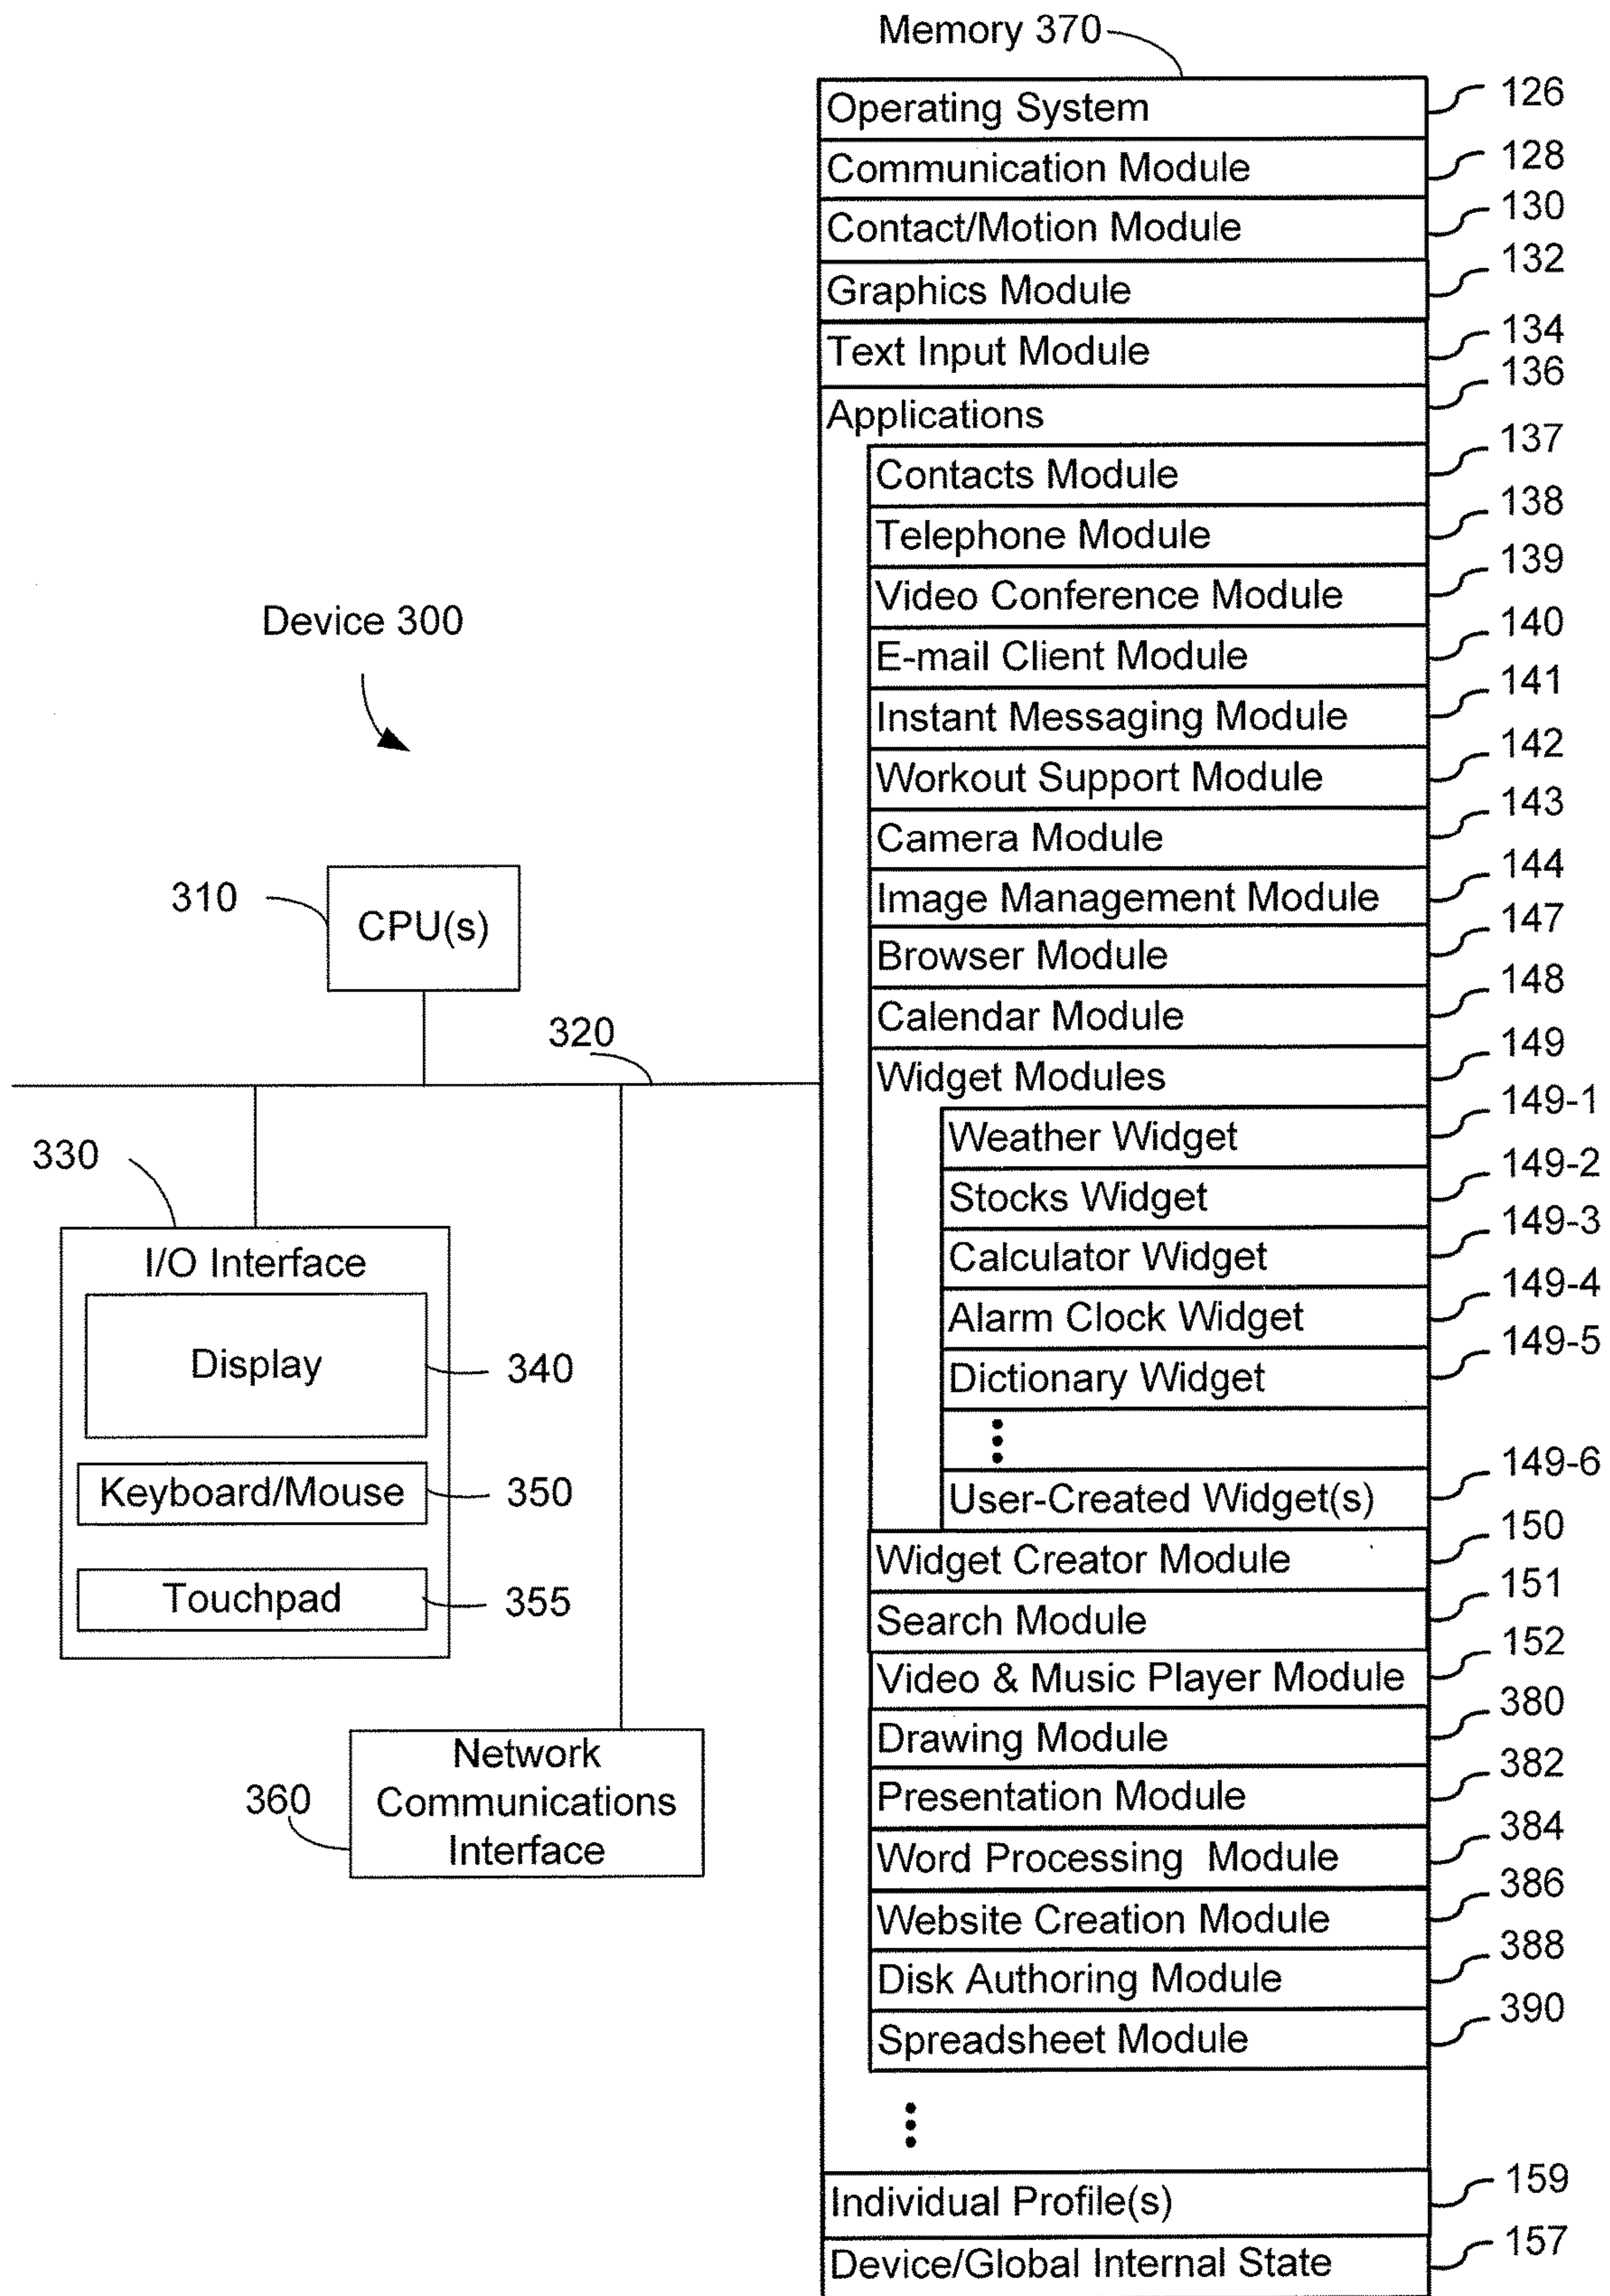 Memory 370
Operating System 126
Communication Module 128
Contact/Motion Module 130
Graphics Module 132
Text Input Module 134
Applications 136
Contacts Module 137
Telephone Module 138
Video Conference Module 139
E-mail Client Module 140
Instant Messaging Module 141
Workout Support Module 142
Camera Module 143
Image Management Module 144
Browser Module 147
Calendar Module 148
Widget Modules 149
Weather Widget 149-1
Stocks Widget 149-2
Calculator Widget 149-3
Alarm Clock Widget 149-4
Dictionary Widget 149-5
User-Created Widget(s) 149-6
Widget Creator Module 150
Search Module 151
Video & Music Player Module 152
Drawing Module 380
Presentation Module 382
Word Processing Module 384
Website Creation Module 386
Disk Authoring Module 388
Spreadsheet Module 390
Individual Profile(s) 159
Device/Global Internal State 157
Device 300
310
CPU(s)
320
330
I/O Interface
Display 340
Keyboard/Mouse 350
Touchpad 355
360
Network
Communications
Interface